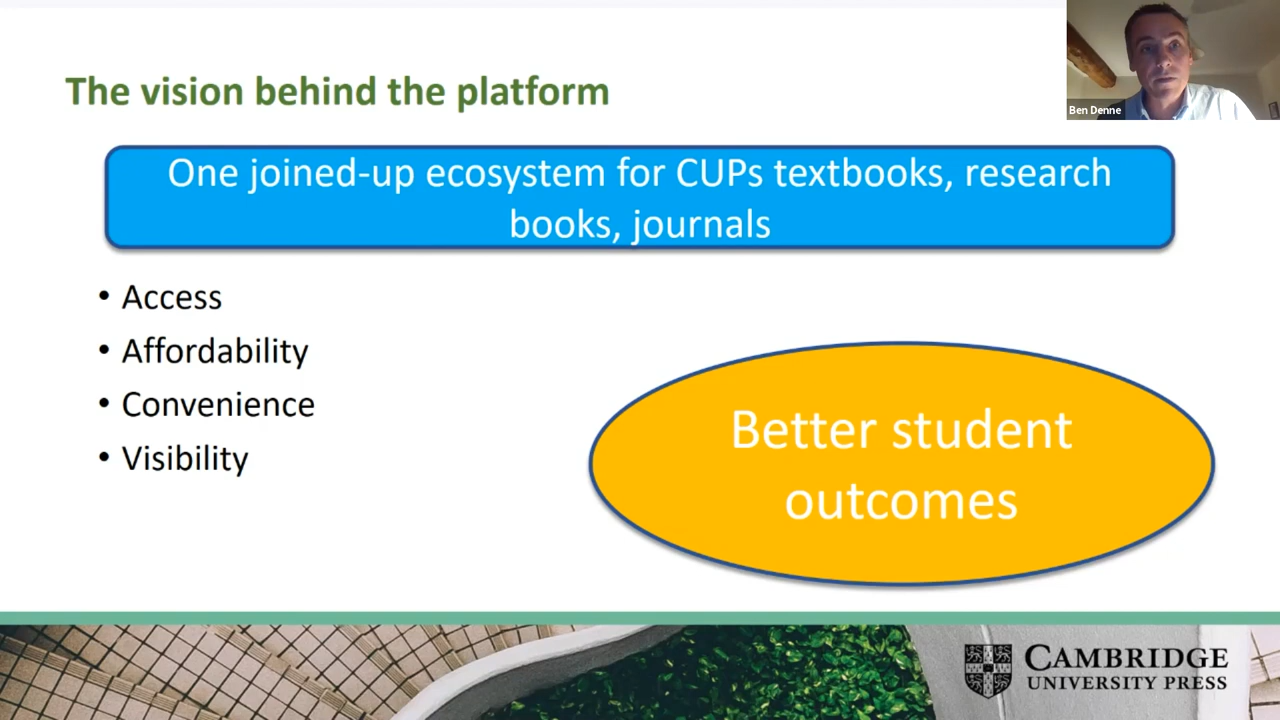 Ben Denne
The vision behind the platform
One joined-up ecosystem for CUPs textbooks, research
books, journals
• Access
• Affordability
• Convenience
• Visibility
Better student
outcomes
CAMBRIDGE
UNIVERSITY PRESS